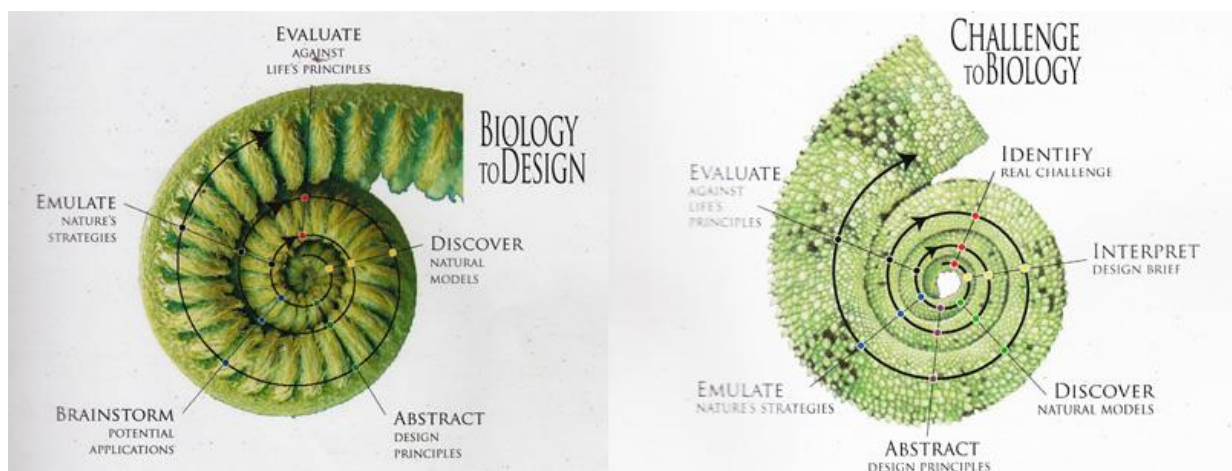 EVALUATE
AGAINST
LIFE'S PRINCIPLES
BIOLOGY
TO DESIGN
EMULATE
NATURE'S
STRATEGIES
DISCOVER
NATURAL
MODELS
BRAINSTORM
POTENTIAL
APPLICATIONS
ABSTRACT
DESIGN
PRINCIPLES
CHALLENGE
TO BIOLOGY
IDENTIFY
REAL CHALLENGE
EVALUATE
AGAINST
LIFE'S
PRINCIPLES
INTERPRET
DESIGN BRIEF
EMULATE
NATURE'S STRATEGIES
DISCOVER
NATURAL MODELS
ABSTRACT
DESIGN PRINCIPLES